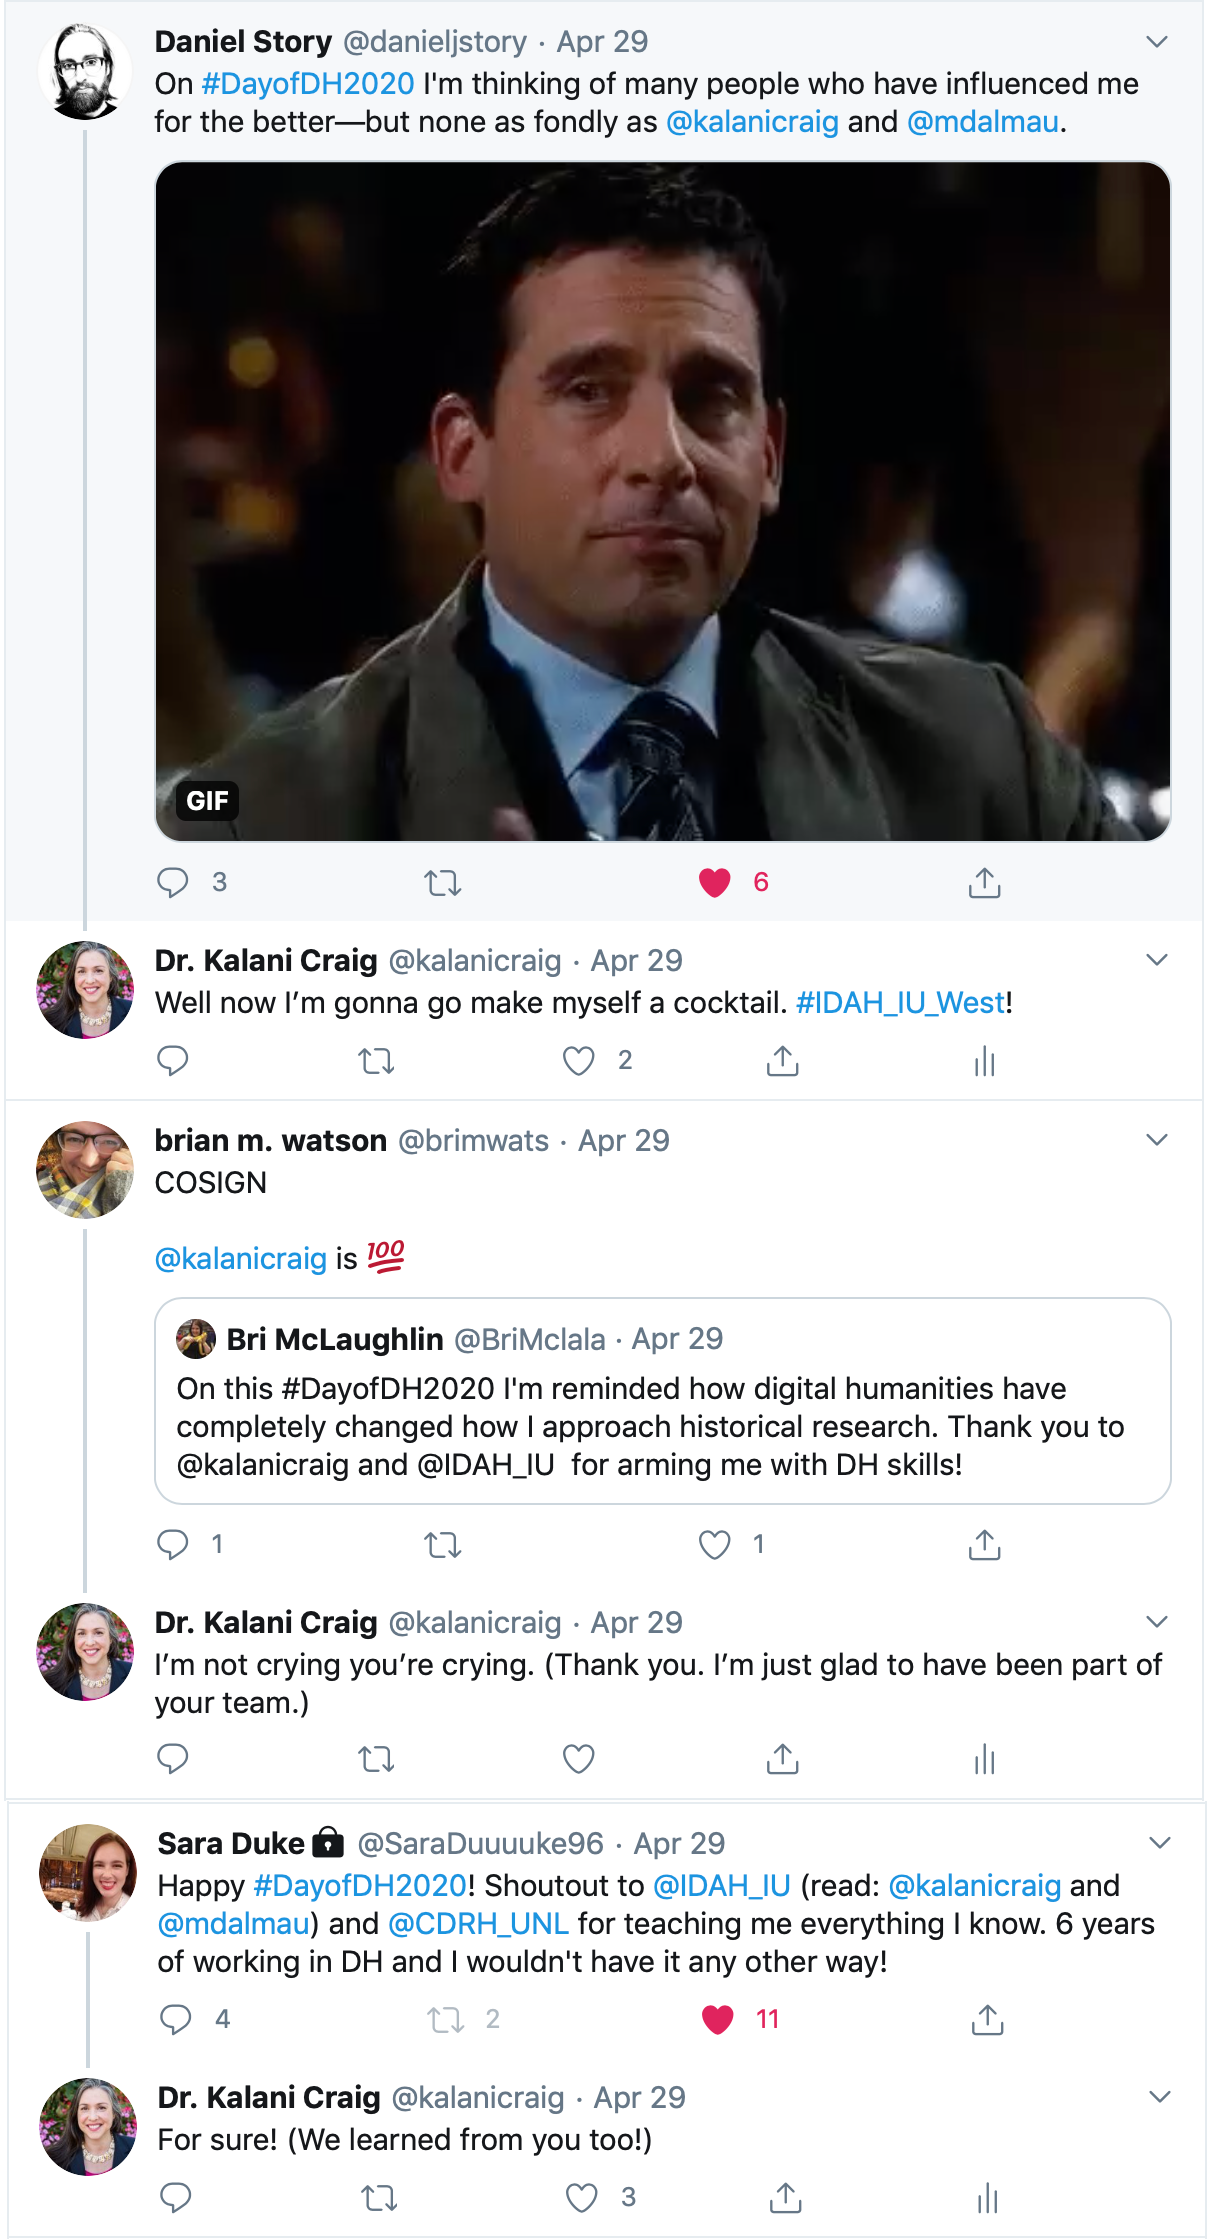 Daniel Story @danieljstory · Apr 29
On #DayofDH2020 I'm thinking of many people who have influenced me
for the better—but none as fondly as @kalanicraig and @mdalmau.
GIF
3 6
Dr. Kalani Craig @kalanicraig · Apr 29
Well now I’m gonna go make myself a cocktail. #IDAH_IU_West!
2
brian m. watson @brimwats · Apr 29
COSIGN
@kalanicraig is 💯
Bri McLaughlin @BriMclala · Apr 29
On this #DayofDH2020 I'm reminded how digital humanities have
completely changed how I approach historical research. Thank you to
@kalanicraig and @IDAH_IU for arming me with DH skills!
1 1
Dr. Kalani Craig @kalanicraig · Apr 29
I’m not crying you’re crying. (Thank you. I’m just glad to have been part of
your team.)
Sara Duke @SaraDuuuuke96 · Apr 29
Happy #DayofDH2020! Shoutout to @IDAH_IU (read: @kalanicraig and
@mdalmau) and @CDRH_UNL for teaching me everything I know. 6 years
of working in DH and I wouldn't have it any other way!
4 2 11
Dr. Kalani Craig @kalanicraig · Apr 29
For sure! (We learned from you too!)
3